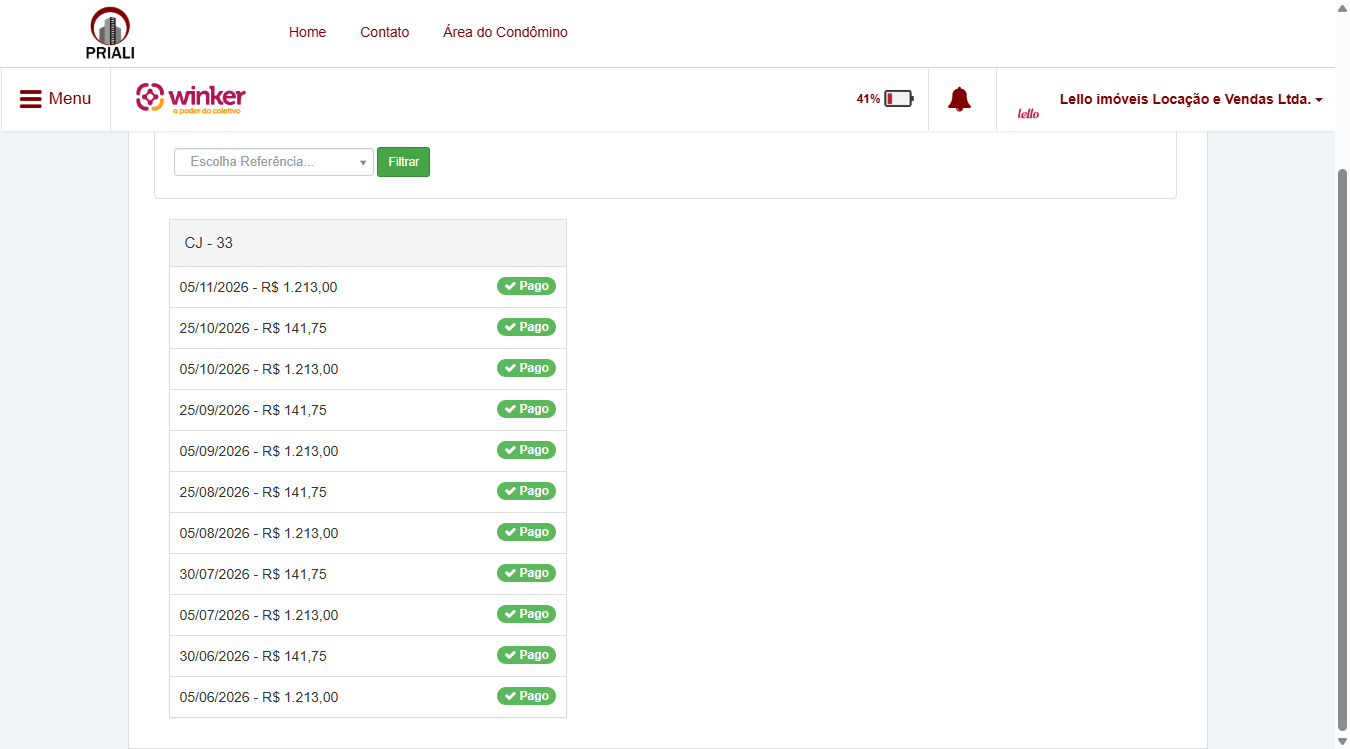 PRIALI
Home
Contato
Área do Condômino
Menu
winker
o poder do coletivo
41%
lello
Lello imóveis Locação e Vendas Ltda.
Escolha Referência...
Filtrar
CJ - 33
05/11/2026 - R$ 1.213,00 Pago
25/10/2026 - R$ 141,75 Pago
05/10/2026 - R$ 1.213,00 Pago
25/09/2026 - R$ 141,75 Pago
05/09/2026 - R$ 1.213,00 Pago
25/08/2026 - R$ 141,75 Pago
05/08/2026 - R$ 1.213,00 Pago
30/07/2026 - R$ 141,75 Pago
05/07/2026 - R$ 1.213,00 Pago
30/06/2026 - R$ 141,75 Pago
05/06/2026 - R$ 1.213,00 Pago